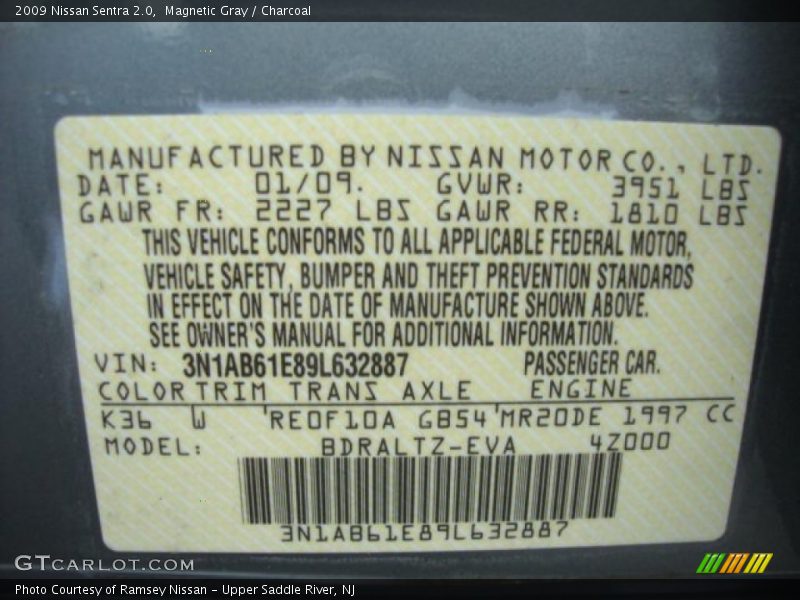 2009 Nissan Sentra 2.0,  Magnetic Gray / Charcoal
MANUFACTURED BY NISSAN MOTOR CO., LTD.
DATE: 01/09. GVWR: 3951 LBS
GAWR FR: 2227 LBS GAWR RR: 1810 LBS
THIS VEHICLE CONFORMS TO ALL APPLICABLE FEDERAL MOTOR,
VEHICLE SAFETY, BUMPER AND THEFT PREVENTION STANDARDS
IN EFFECT ON THE DATE OF MANUFACTURE SHOWN ABOVE.
SEE OWNER'S MANUAL FOR ADDITIONAL INFORMATION.
VIN: 3N1AB61E89L632887 PASSENGER CAR.
COLOR TRIM TRANS AXLE ENGINE
K36 W 'RE0F10A GB54'MR20DE 1997 CC
MODEL: BDRALTZ-EVA 4Z000
3N1AB61E89L632887
GTCARLOT.COM
Photo Courtesy of Ramsey Nissan - Upper Saddle River, NJ